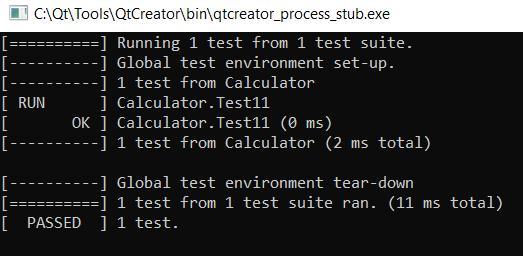 C:\Qt\Tools\QtCreator\bin\qtcreator_process_stub.exe
[==========] Running 1 test from 1 test suite.
[----------] Global test environment set-up.
[----------] 1 test from Calculator
[ RUN      ] Calculator.Test11
[       OK ] Calculator.Test11 (0 ms)
[----------] 1 test from Calculator (2 ms total)

[----------] Global test environment tear-down
[==========] 1 test from 1 test suite ran. (11 ms total)
[  PASSED  ] 1 test.